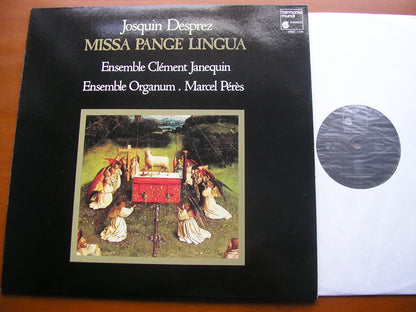 Josquin Desprez
MISSA PANGE LINGUA
harmonia
mundi
Ensemble Clément Janequin
Ensemble Organum . Marcel Pérès